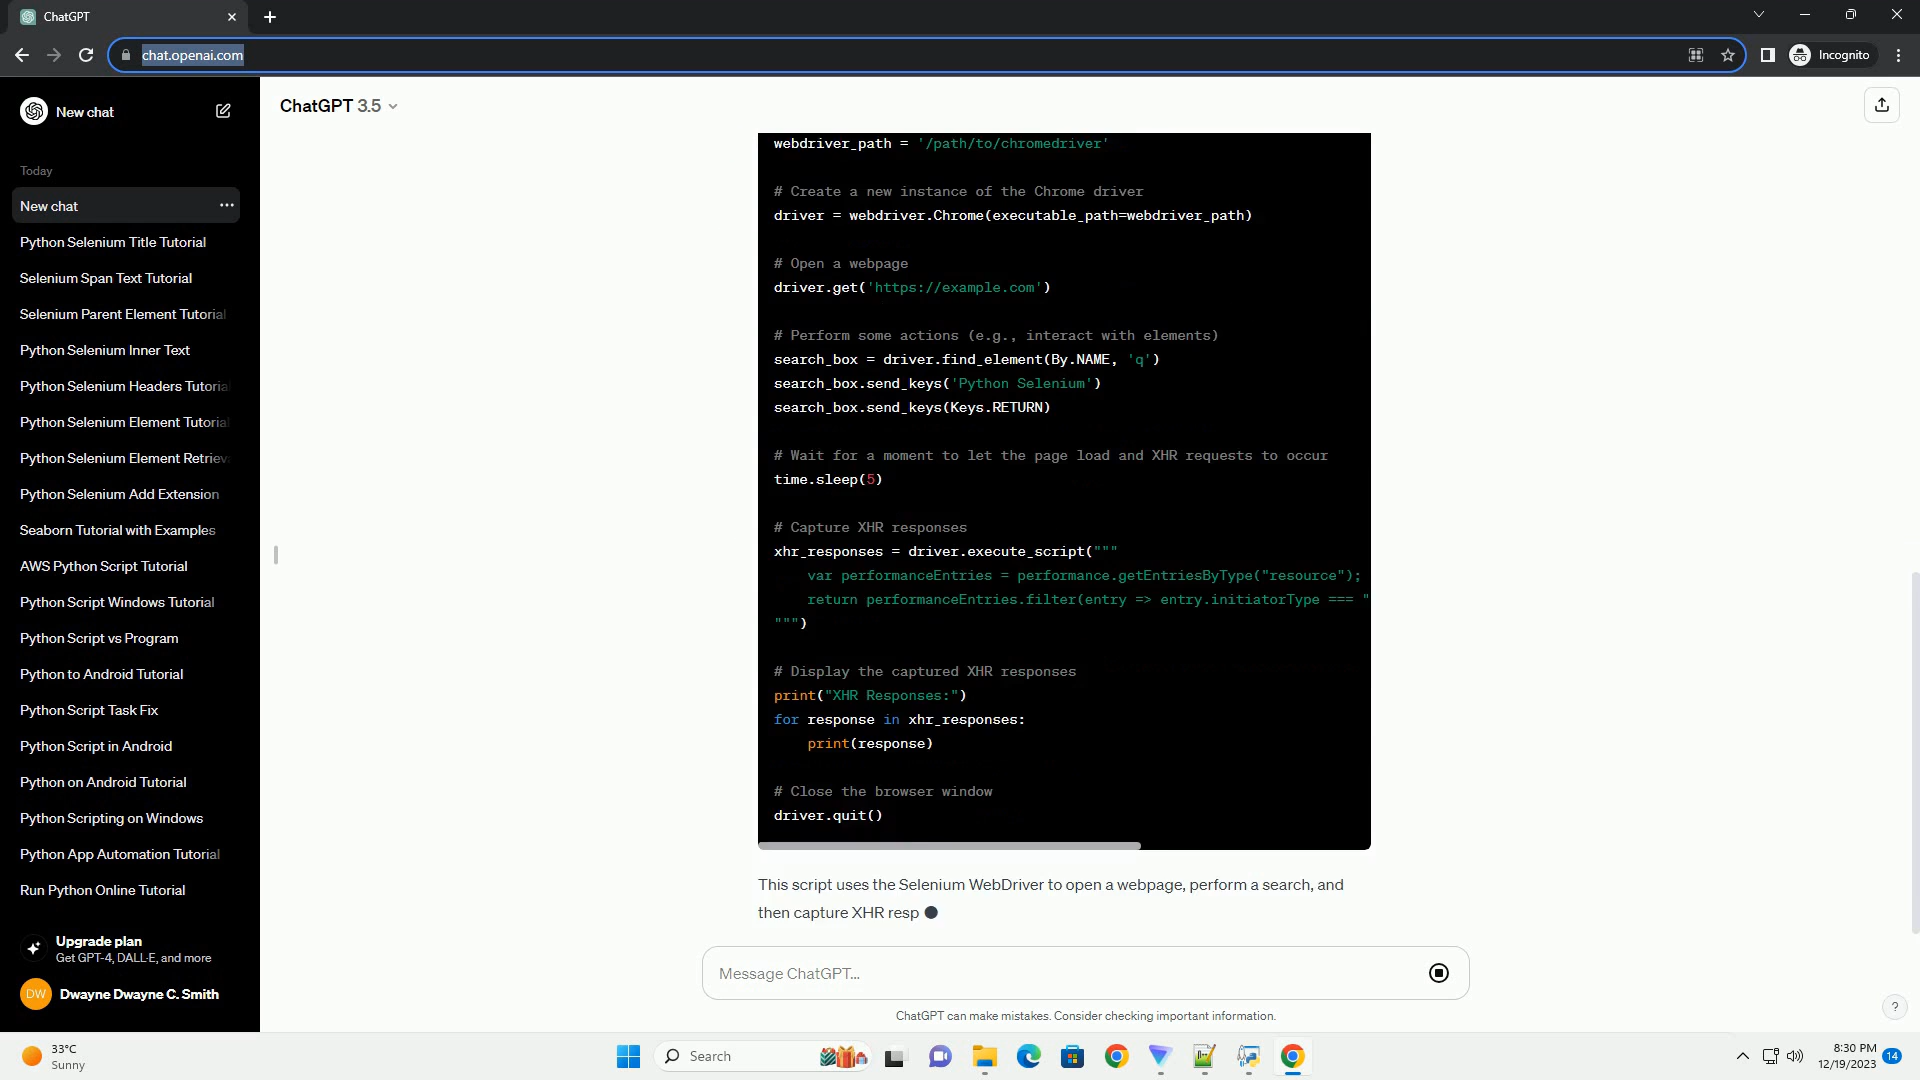 ChatGPT
chat.openai.com
Incognito
New chat
Today
New chat
Python Selenium Title Tutorial
Selenium Span Text Tutorial
Selenium Parent Element Tutorial
Python Selenium Inner Text
Python Selenium Headers Tutoria
Python Selenium Element Tutoria
Python Selenium Element Retriev
Python Selenium Add Extension
Seaborn Tutorial with Examples
AWS Python Script Tutorial
Python Script Windows Tutorial
Python Script vs Program
Python to Android Tutorial
Python Script Task Fix
Python Script in Android
Python on Android Tutorial
Python Scripting on Windows
Python App Automation Tutorial
Run Python Online Tutorial
Upgrade plan
Get GPT-4, DALL·E, and more
DW
Dwayne Dwayne C. Smith
ChatGPT 3.5
webdriver_path = '/path/to/chromedriver'
# Create a new instance of the Chrome driver
driver = webdriver.Chrome(executable_path=webdriver_path)
# Open a webpage
driver.get('https://example.com')
# Perform some actions (e.g., interact with elements)
search_box = driver.find_element(By.NAME, 'q')
search_box.send_keys('Python Selenium')
search_box.send_keys(Keys.RETURN)
# Wait for a moment to let the page load and XHR requests to occur
time.sleep(5)
# Capture XHR responses
xhr_responses = driver.execute_script("""
var performanceEntries = performance.getEntriesByType("resource");
return performanceEntries.filter(entry => entry.initiatorType === "
""")
# Display the captured XHR responses
print("XHR Responses:")
for response in xhr_responses:
print(response)
# Close the browser window
driver.quit()
This script uses the Selenium WebDriver to open a webpage, perform a search, and
then capture XHR resp
Message ChatGPT...
ChatGPT can make mistakes. Consider checking important information.
?
33°C
Sunny
Search
8:30 PM
12/19/2023
14